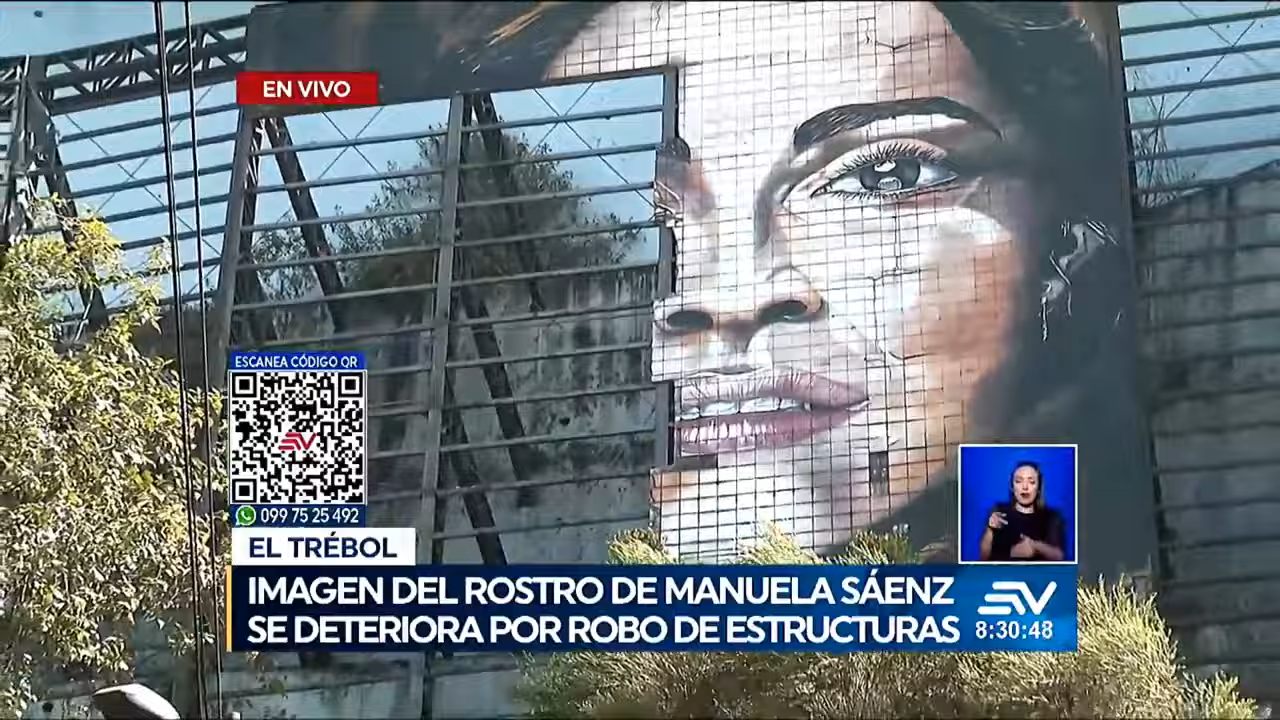 EN VIVO
ESCANEA CÓDIGO QR
099 75 25 492
EL TRÉBOL
IMAGEN DEL ROSTRO DE MANUELA SÁENZ
SE DETERIORA POR ROBO DE ESTRUCTURAS
8:30:48